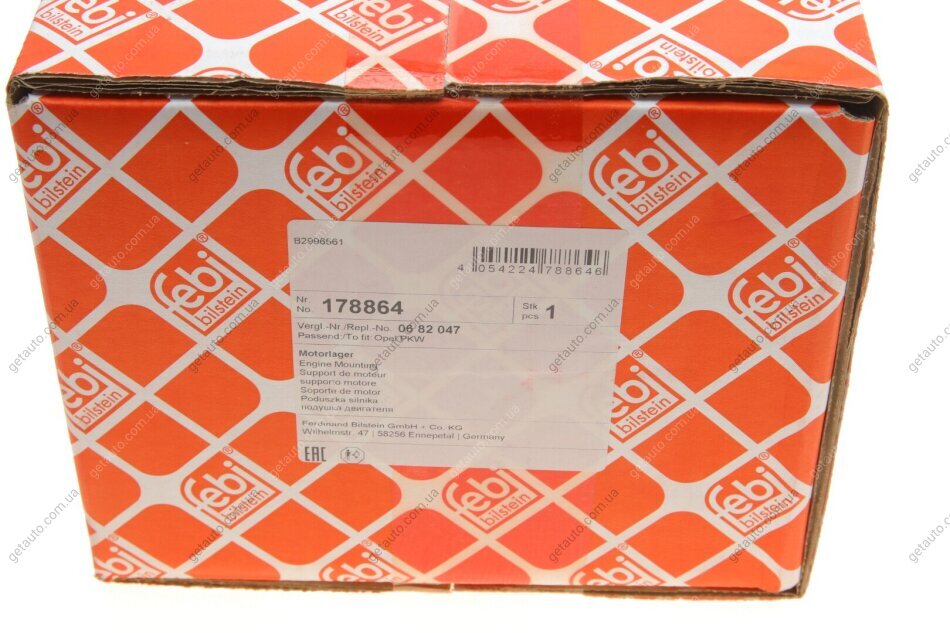 febi
bilstein
B2996561
4 054224 788646
Nr.
No. 178864
Stk
pcs 1
Vergl.-Nr./Repl.-No. 06 82 047
Passend:/To fit: Opel PKW
Motorlager
Engine Mounting
Support de moteur
supporto motore
Soporte de motor
Poduszka silnika
подушка двигателя
Ferdinand Bilstein GmbH + Co. KG
Wilhelmstr. 47 | 58256 Ennepetal | Germany
EAC
getauto.com.ua